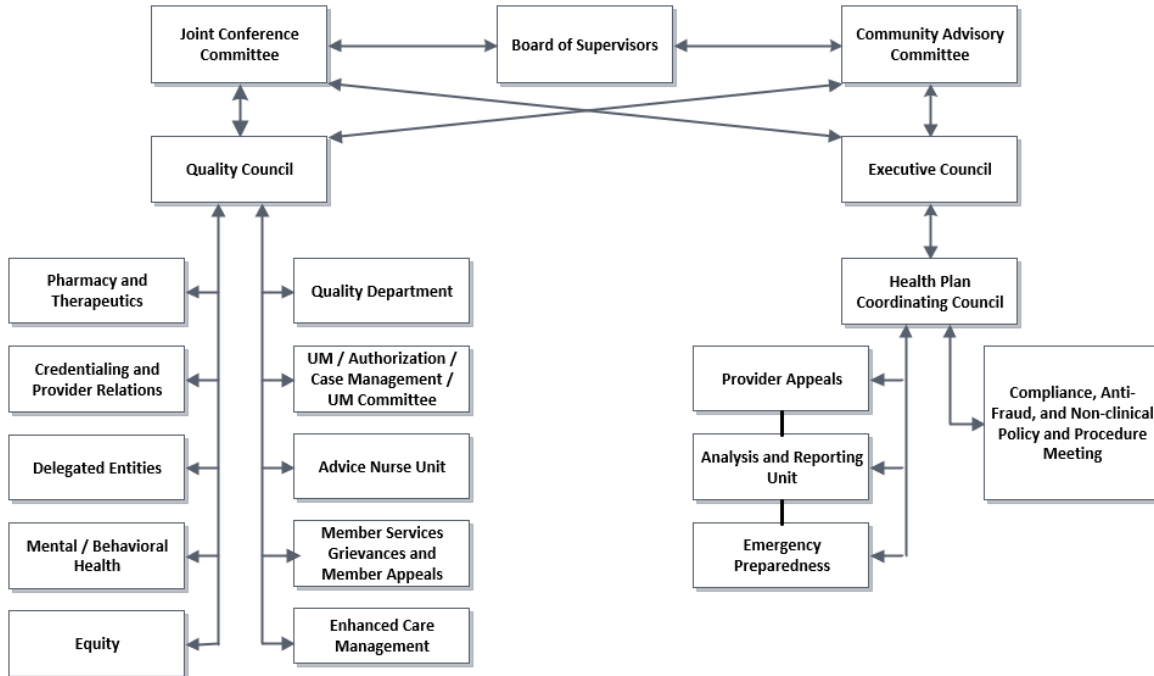 Joint Conference
Committee
Board of Supervisors
Community Advisory
Committee
Quality Council
Executive Council
Pharmacy and
Therapeutics
Quality Department
Health Plan
Coordinating Council
Credentialing and
Provider Relations
UM / Authorization /
Case Management /
UM Committee
Provider Appeals
Compliance, Anti-
Fraud, and Non-clinical
Policy and Procedure
Meeting
Delegated Entities
Advice Nurse Unit
Analysis and Reporting
Unit
Mental / Behavioral
Health
Member Services
Grievances and
Member Appeals
Emergency
Preparedness
Equity
Enhanced Care
Management